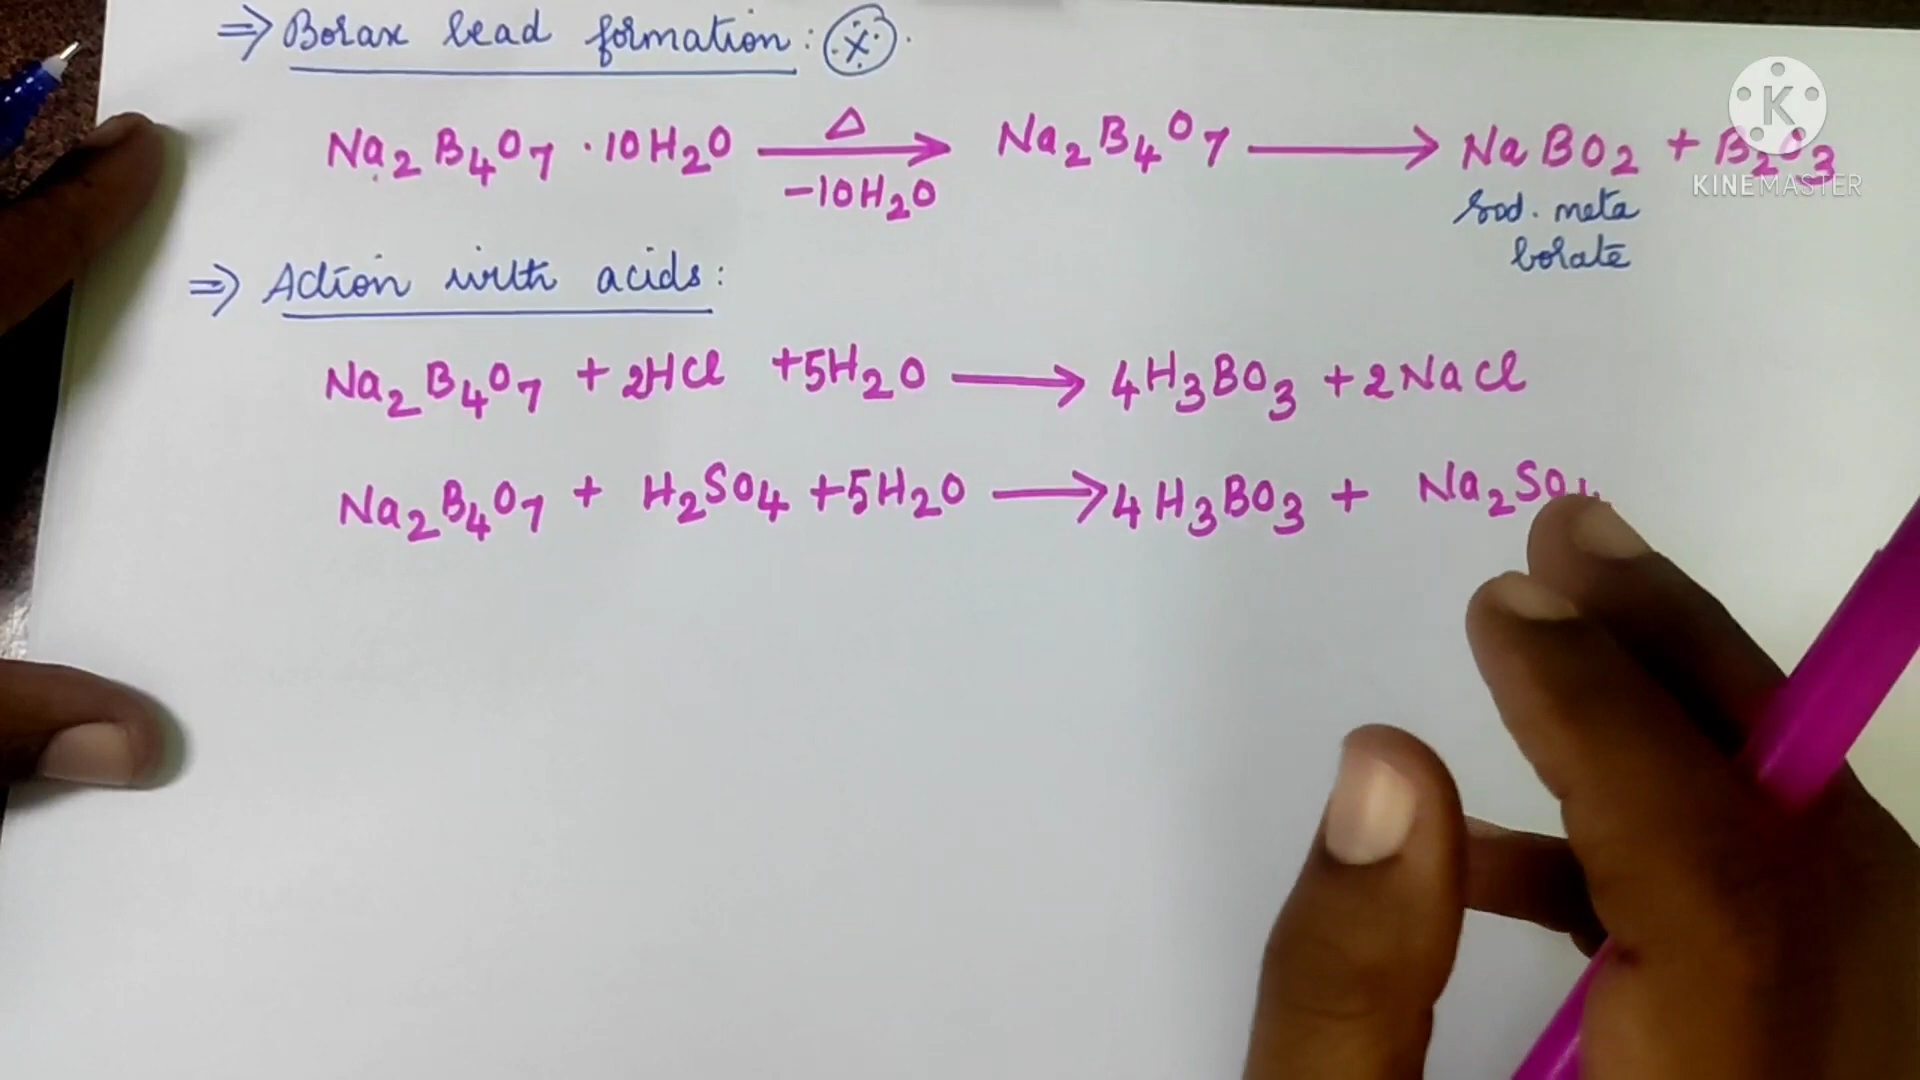 ⇒ Borax bead formation: (x).
Na₂B₄O₇ · 10H₂O —Δ→ Na₂B₄O₇ ⟶ NaBO₂ + B₂O₃
−10H₂O
K
KINEMASTER
Sod. meta
borate
⇒ Action with acids:
Na₂B₄O₇ + 2HCl + 5H₂O ⟶ 4H₃BO₃ + 2NaCl
Na₂B₄O₇ + H₂SO₄ + 5H₂O ⟶ 4H₃BO₃ + Na₂SO₄